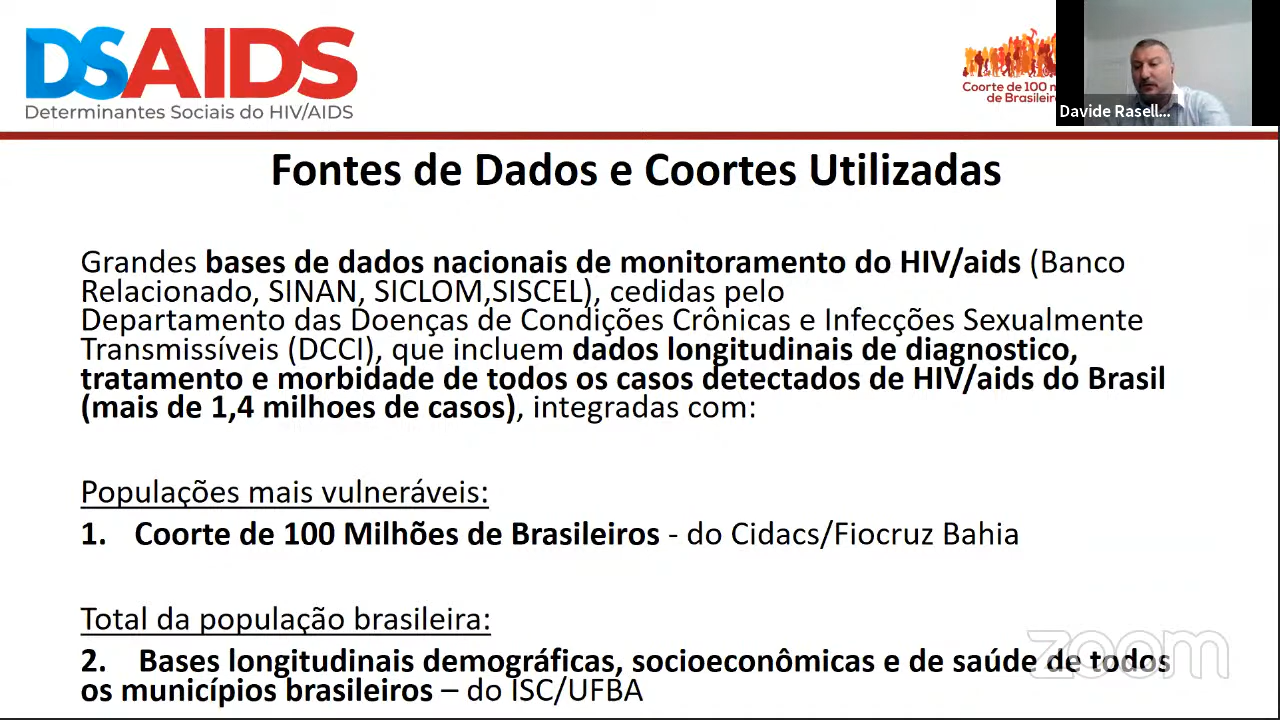 DSAIDS
Determinantes Sociais do HIV/AIDS
Coorte de 100 m
de Brasileir
Davide Rasell...
Fontes de Dados e Coortes Utilizadas
Grandes bases de dados nacionais de monitoramento do HIV/aids (Banco
Relacionado, SINAN, SICLOM,SISCEL), cedidas pelo
Departamento das Doenças de Condições Crônicas e Infecções Sexualmente
Transmissíveis (DCCI), que incluem dados longitudinais de diagnostico,
tratamento e morbidade de todos os casos detectados de HIV/aids do Brasil
(mais de 1,4 milhoes de casos), integradas com:
Populações mais vulneráveis:
1. Coorte de 100 Milhões de Brasileiros - do Cidacs/Fiocruz Bahia
Total da população brasileira:
2. Bases longitudinais demográficas, socioeconômicas e de saúde de todos
os municípios brasileiros – do ISC/UFBA
zoom